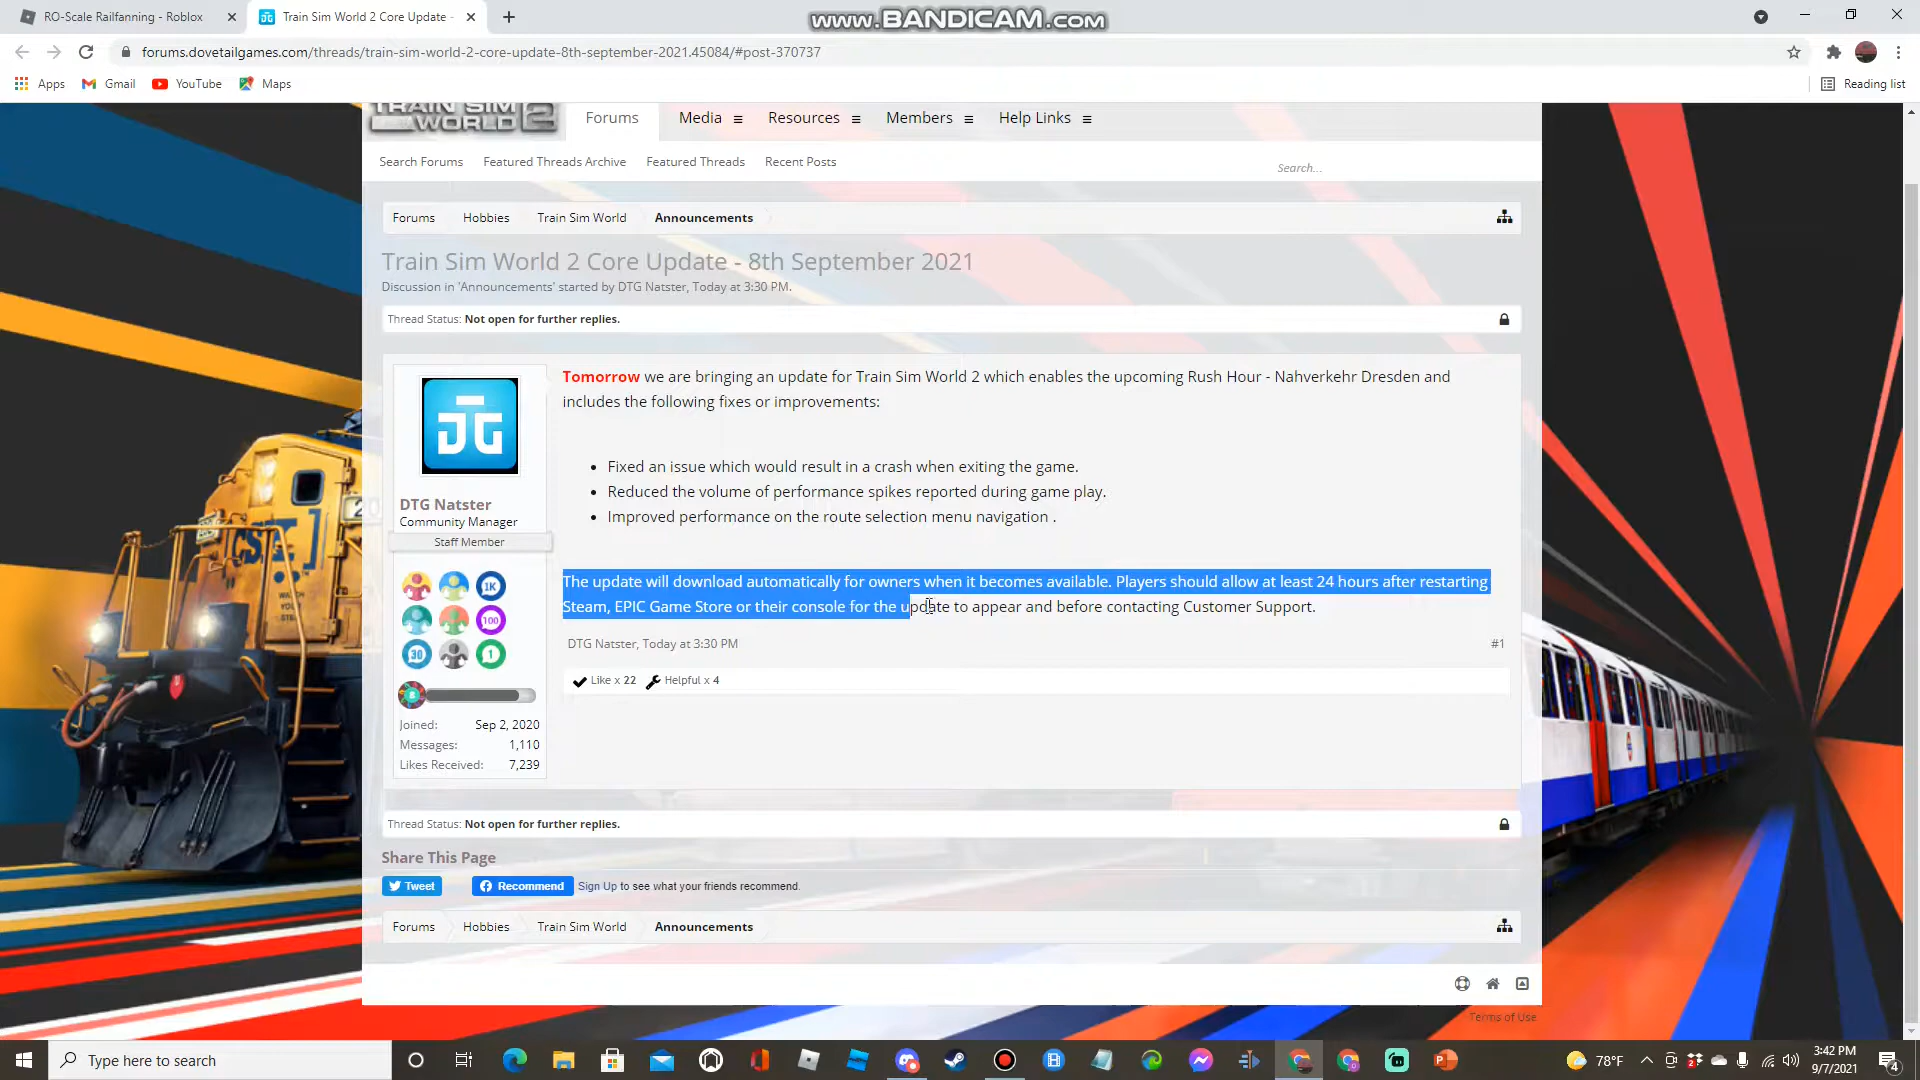 RO-Scale Railfanning - Roblox
Train Sim World 2 Core Update -
www.BANDICAM.com
forums.dovetailgames.com/threads/train-sim-world-2-core-update-8th-september-2021.45084/#post-370737
Apps Gmail YouTube Maps Reading list
TRAIN SIM WORLD 2
Forums Media Resources Members Help Links
Search Forums Featured Threads Archive Featured Threads Recent Posts Search...
Forums Hobbies Train Sim World Announcements
Train Sim World 2 Core Update - 8th September 2021
Discussion in 'Announcements' started by DTG Natster, Today at 3:30 PM.
Thread Status: Not open for further replies.
Tomorrow we are bringing an update for Train Sim World 2 which enables the upcoming Rush Hour - Nahverkehr Dresden and
includes the following fixes or improvements:
• Fixed an issue which would result in a crash when exiting the game.
• Reduced the volume of performance spikes reported during game play.
• Improved performance on the route selection menu navigation .
The update will download automatically for owners when it becomes available. Players should allow at least 24 hours after restarting
Steam, EPIC Game Store or their console for the update to appear and before contacting Customer Support.
DTG Natster, Today at 3:30 PM #1
Like x 22 Helpful x 4
DTG Natster
Community Manager
Staff Member
1K
100
30 1
8
Joined: Sep 2, 2020
Messages: 1,110
Likes Received: 7,239
Thread Status: Not open for further replies.
Share This Page
Tweet Recommend Sign Up to see what your friends recommend.
Forums Hobbies Train Sim World Announcements
Terms of Use
Type here to search
78°F
3:42 PM
9/7/2021
4